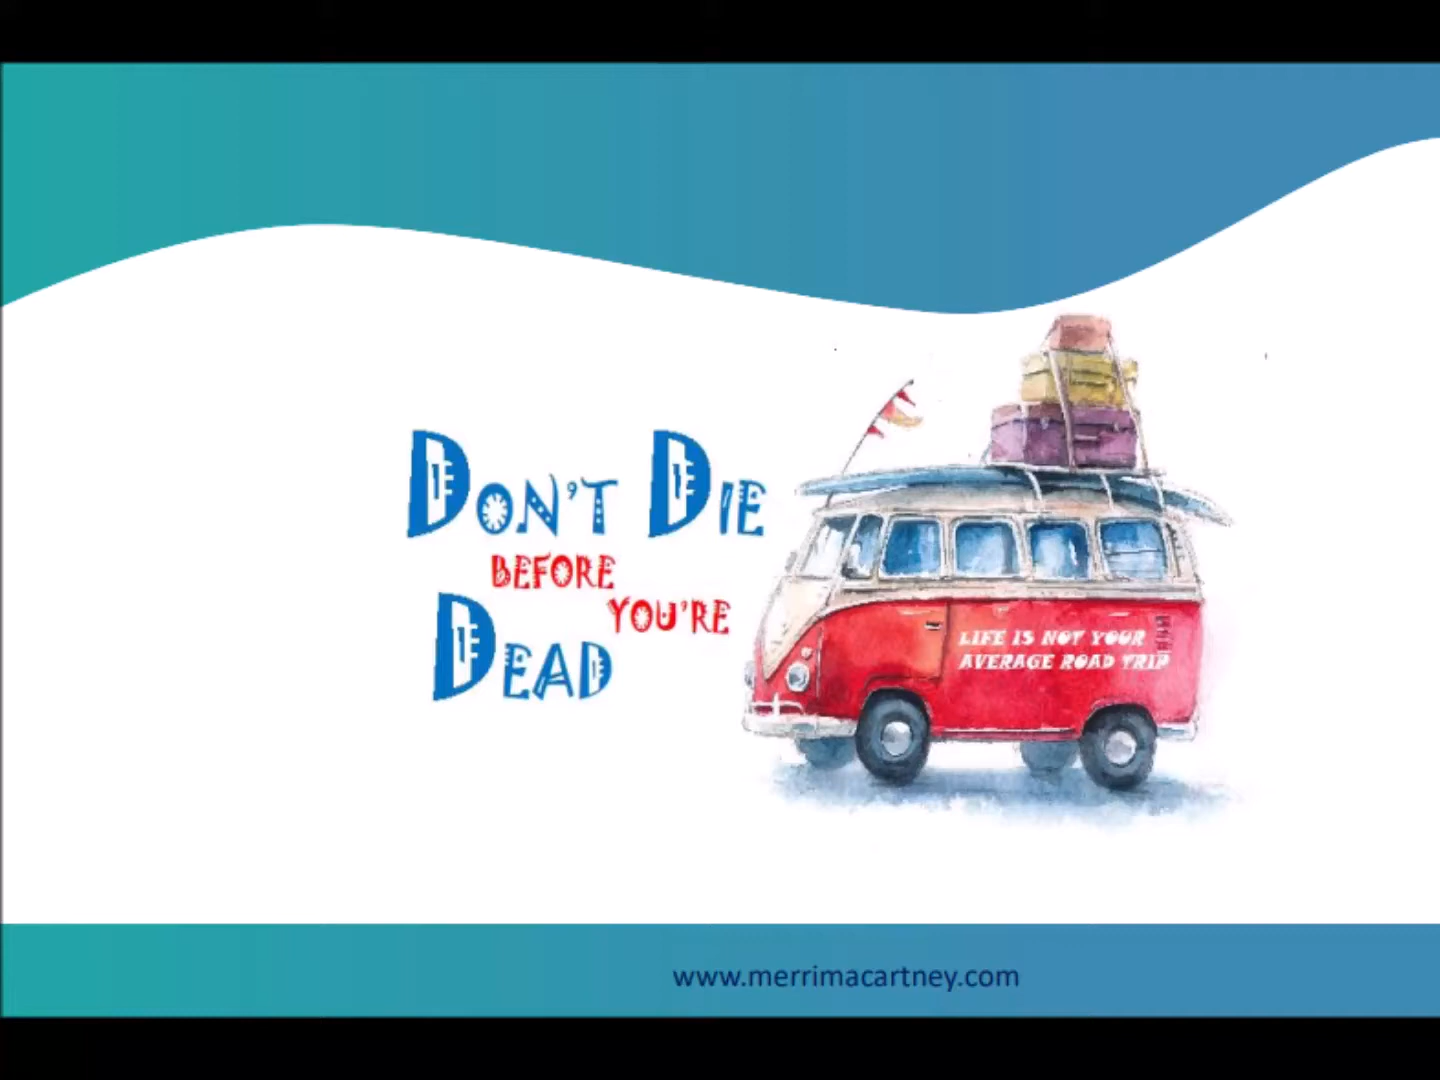 DON'T DIE
BEFORE
YOU'RE
DEAD
LIFE IS NOT YOUR
AVERAGE ROAD TRIP
www.merrimacartney.com